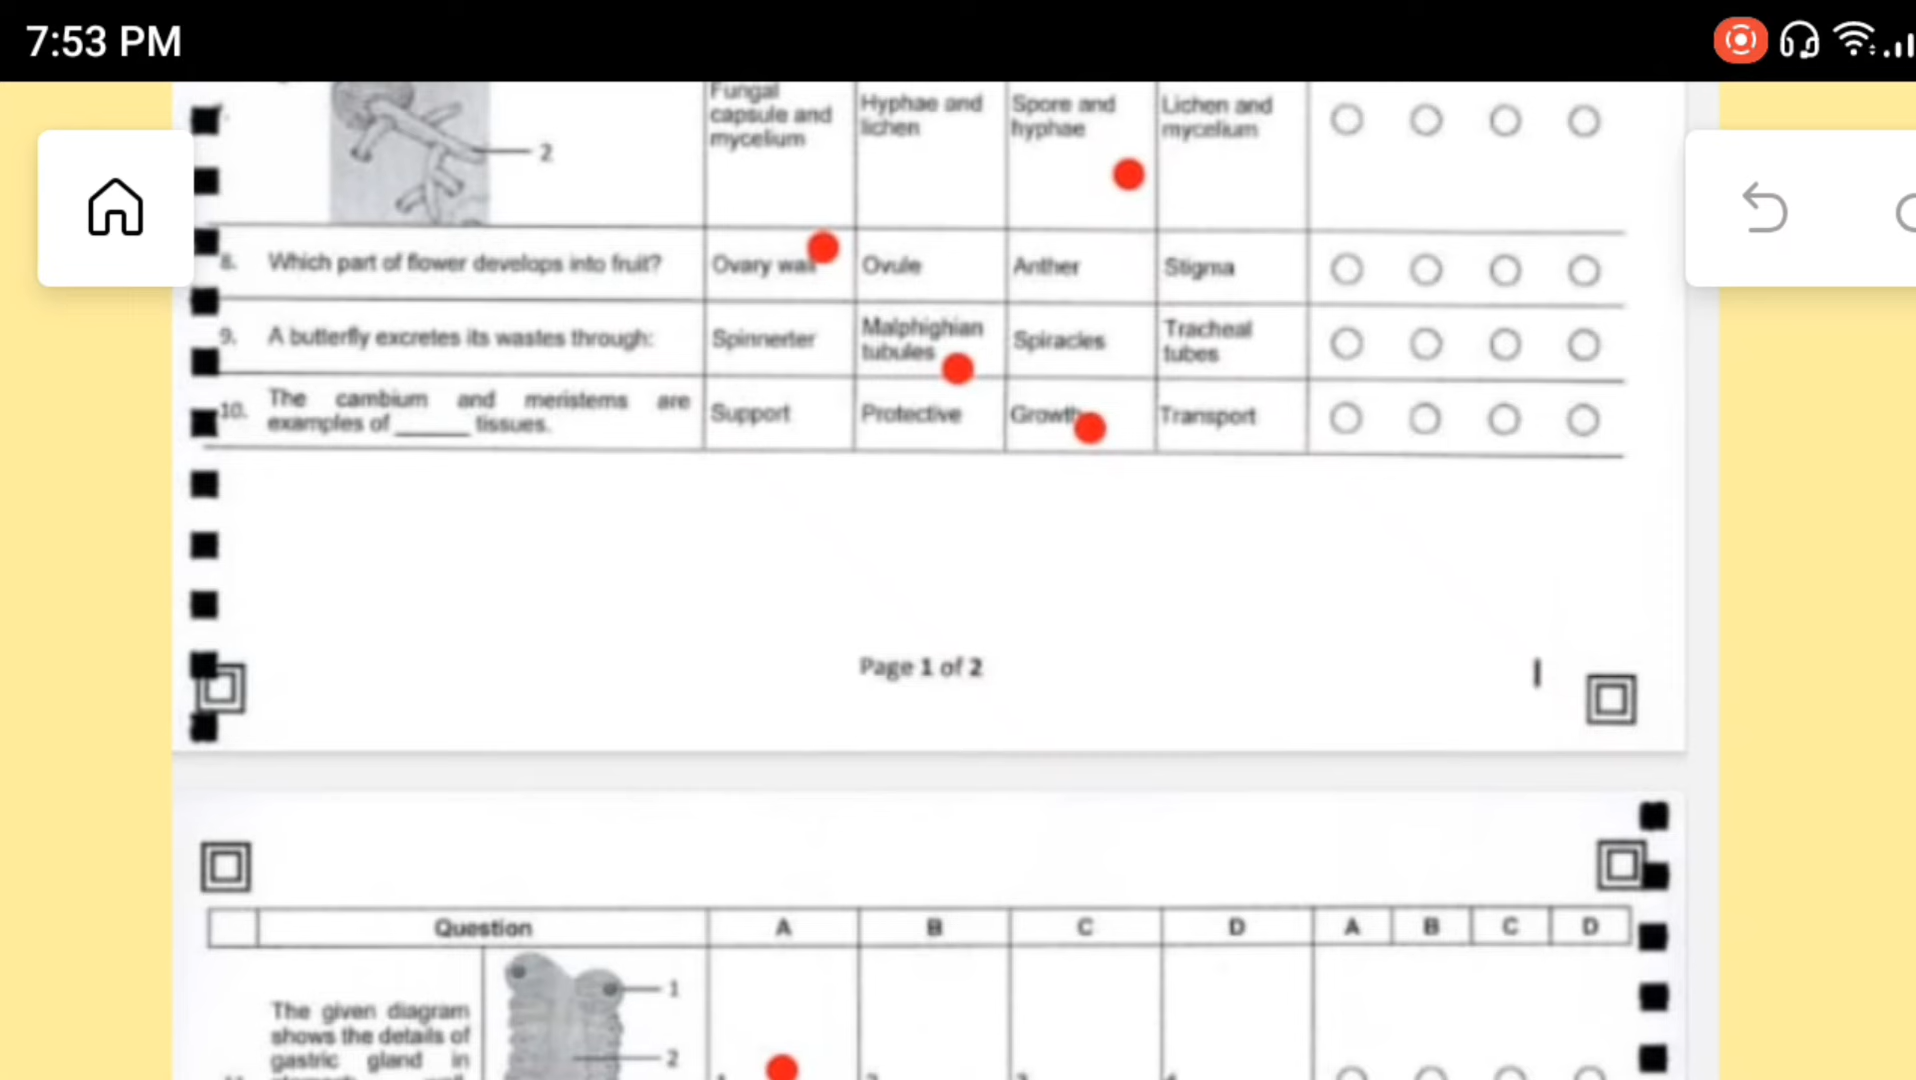 7:53 PM
Fungal capsule and mycelium
Hyphae and lichen
Spore and hyphae
Lichen and mycelium
2
8. Which part of flower develops into fruit? Ovary wall Ovule Anther Stigma
9. A butterfly excretes its wastes through: Spinnerter Malphighian tubules Spiracles Tracheal tubes
10. The cambium and meristems are examples of ______ tissues. Support Protective Growth Transport
Page 1 of 2
Question A B C D A B C D
The given diagram
shows the details of
gastric gland in
1
2